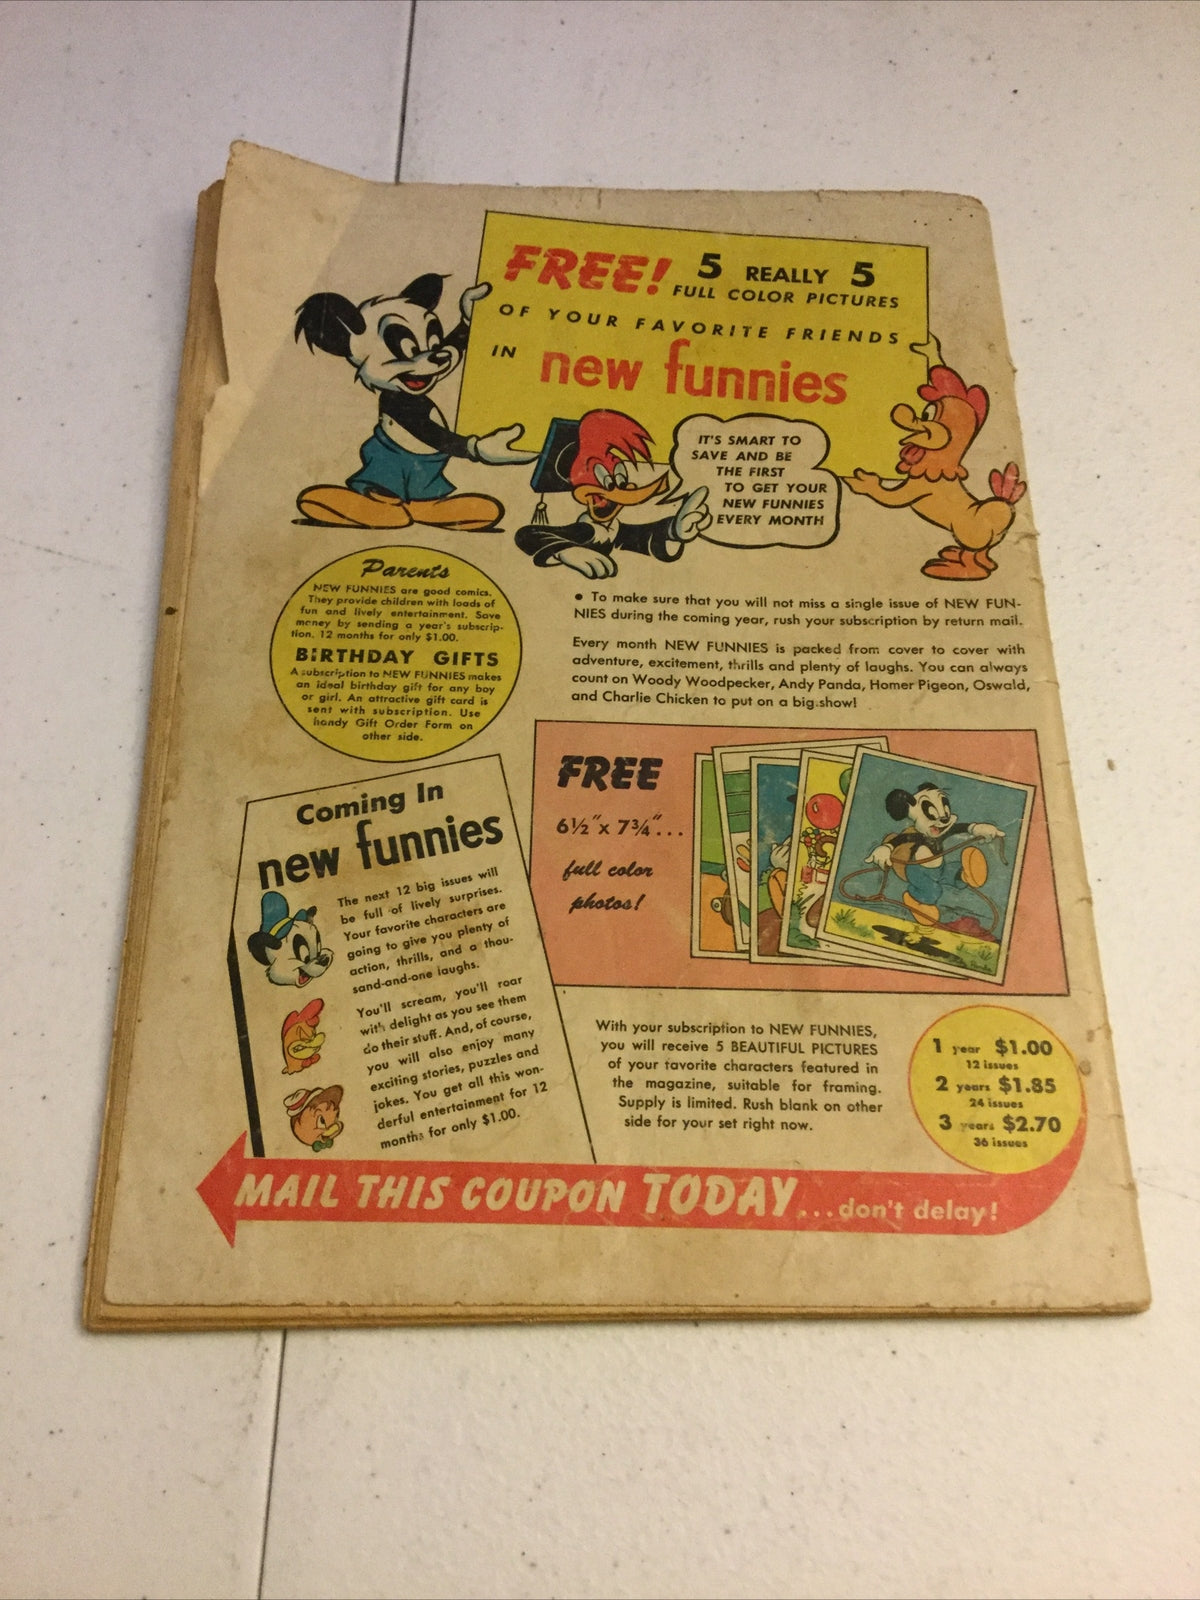 FREE! 5 REALLY 5
FULL COLOR PICTURES
OF YOUR FAVORITE FRIENDS
IN new funnies
IT'S SMART TO
SAVE AND BE
THE FIRST
TO GET YOUR
NEW FUNNIES
EVERY MONTH
Parents
NEW FUNNIES are good comics.
They provide children with loads of
fun and lively entertainment. Save
money by sending a year's subscrip-
tion. 12 months for only $1.00.
BIRTHDAY GIFTS
A subscription to NEW FUNNIES makes
an ideal birthday gift for any boy
or girl. An attractive gift card is
sent with subscription. Use
handy Gift Order Form on
other side.
• To make sure that you will not miss a single issue of NEW FUN-
NIES during the coming year, rush your subscription by return mail.
Every month NEW FUNNIES is packed from cover to cover with
adventure, excitement, thrills and plenty of laughs. You can always
count on Woody Woodpecker, Andy Panda, Homer Pigeon, Oswald,
and Charlie Chicken to put on a big show!
FREE
6½" x 7¾"...
full color
photos!
Coming In
new funnies
The next 12 big issues will
be full of lively surprises.
Your favorite characters are
going to give you plenty of
action, thrills, and a thou-
sand-and-one laughs.
You'll scream, you'll roar
with delight as you see them
do their stuff. And, of course,
you will also enjoy many
exciting stories, puzzles and
jokes. You get all this won-
derful entertainment for 12
months for only $1.00.
With your subscription to NEW FUNNIES,
you will receive 5 BEAUTIFUL PICTURES
of your favorite characters featured in
the magazine, suitable for framing.
Supply is limited. Rush blank on other
side for your set right now.
1 year $1.00
12 issues
2 years $1.85
24 issues
3 years $2.70
36 issues
MAIL THIS COUPON TODAY...don't delay!